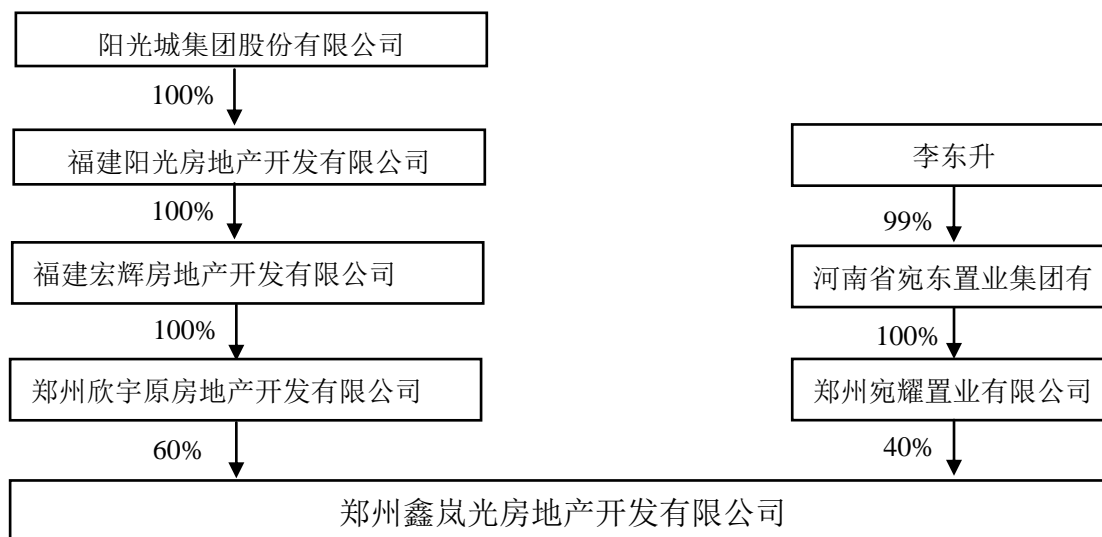 阳光城集团股份有限公司
100%
福建阳光房地产开发有限公司
李东升
100%
99%
福建宏辉房地产开发有限公司
河南省宛东置业集团有
100%
100%
郑州欣宇原房地产开发有限公司
郑州宛耀置业有限公司
60%
40%
郑州鑫岚光房地产开发有限公司